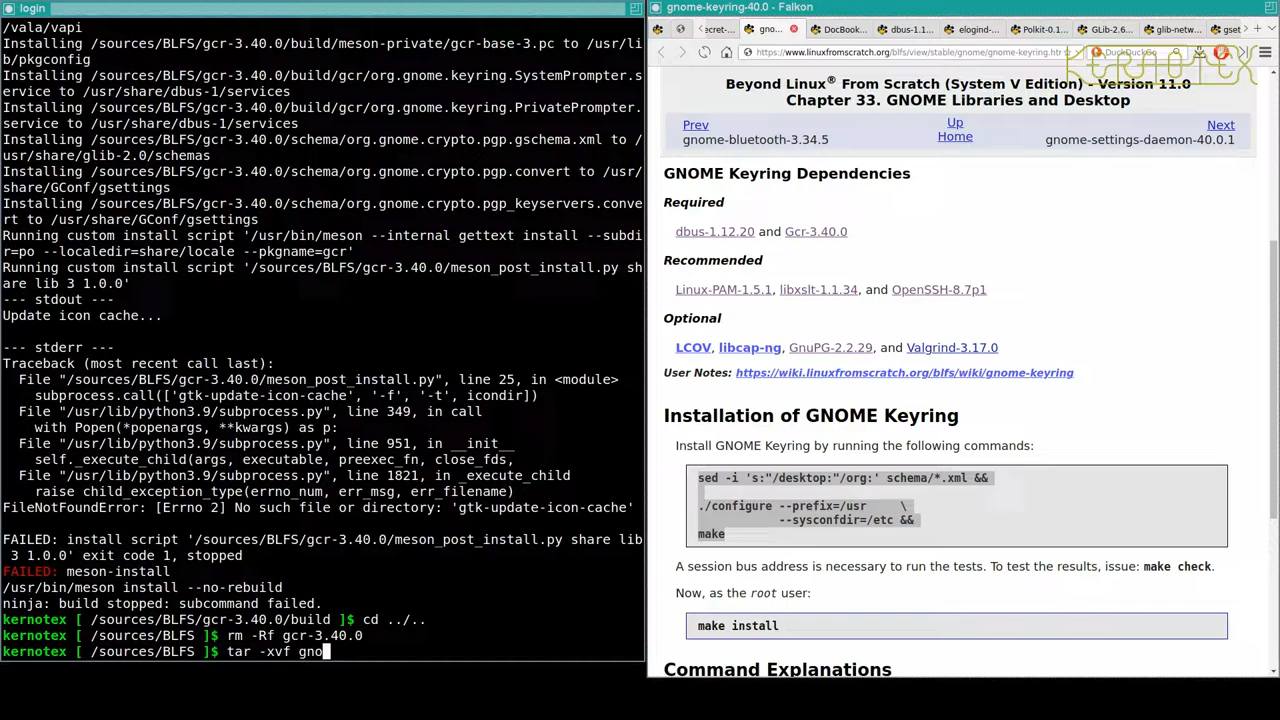 login
/vala/vapi
Installing /sources/BLFS/gcr-3.40.0/build/meson-private/gcr-base-3.pc to /usr/li
b/pkgconfig
Installing /sources/BLFS/gcr-3.40.0/build/gcr/org.gnome.keyring.SystemPrompter.s
ervice to /usr/share/dbus-1/services
Installing /sources/BLFS/gcr-3.40.0/build/gcr/org.gnome.keyring.PrivatePrompter.
service to /usr/share/dbus-1/services
Installing /sources/BLFS/gcr-3.40.0/schema/org.gnome.crypto.pgp.gschema.xml to /
usr/share/glib-2.0/schemas
Installing /sources/BLFS/gcr-3.40.0/schema/org.gnome.crypto.pgp.convert to /usr/
share/GConf/gsettings
Installing /sources/BLFS/gcr-3.40.0/schema/org.gnome.crypto.pgp_keyservers.conve
rt to /usr/share/GConf/gsettings
Running custom install script '/usr/bin/meson --internal gettext install --subdi
r=po --localedir=share/locale --pkgname=gcr'
Running custom install script '/sources/BLFS/gcr-3.40.0/meson_post_install.py sh
are lib 3 1.0.0'
--- stdout ---
Update icon cache...
--- stderr ---
Traceback (most recent call last):
  File "/sources/BLFS/gcr-3.40.0/meson_post_install.py", line 25, in <module>
    subprocess.call(['gtk-update-icon-cache', '-f', '-t', icondir])
  File "/usr/lib/python3.9/subprocess.py", line 349, in call
    with Popen(*popenargs, **kwargs) as p:
  File "/usr/lib/python3.9/subprocess.py", line 951, in __init__
    self._execute_child(args, executable, preexec_fn, close_fds,
  File "/usr/lib/python3.9/subprocess.py", line 1821, in _execute_child
    raise child_exception_type(errno_num, err_msg, err_filename)
FileNotFoundError: [Errno 2] No such file or directory: 'gtk-update-icon-cache'
FAILED: install script '/sources/BLFS/gcr-3.40.0/meson_post_install.py share lib
 3 1.0.0' exit code 1, stopped
FAILED: meson-install
/usr/bin/meson install --no-rebuild
ninja: build stopped: subcommand failed.
kernotex [ /sources/BLFS/gcr-3.40.0/build ]$ cd ../..
kernotex [ /sources/BLFS ]$ rm -Rf gcr-3.40.0
kernotex [ /sources/BLFS ]$ tar -xvf gno
gnome-keyring-40.0 - Falkon
ecret- gno... DocBook... dbus-1.1... elogind-... Polkit-0.1... GLib-2.6... glib-netw... gset
https://www.linuxfromscratch.org/blfs/view/stable/gnome/gnome-keyring.htm DuckDuckGo
KERNOTEX
Beyond Linux® From Scratch (System V Edition) - Version 11.0
Chapter 33. GNOME Libraries and Desktop
Prev Up Next
gnome-bluetooth-3.34.5 Home gnome-settings-daemon-40.0.1
GNOME Keyring Dependencies
Required
dbus-1.12.20 and Gcr-3.40.0
Recommended
Linux-PAM-1.5.1, libxslt-1.1.34, and OpenSSH-8.7p1
Optional
LCOV, libcap-ng, GnuPG-2.2.29, and Valgrind-3.17.0
User Notes: https://wiki.linuxfromscratch.org/blfs/wiki/gnome-keyring
Installation of GNOME Keyring
Install GNOME Keyring by running the following commands:
sed -i 's:"/desktop:"/org:' schema/*.xml &&
./configure --prefix=/usr     \
            --sysconfdir=/etc &&
make
A session bus address is necessary to run the tests. To test the results, issue: make check.
Now, as the root user:
make install
Command Explanations